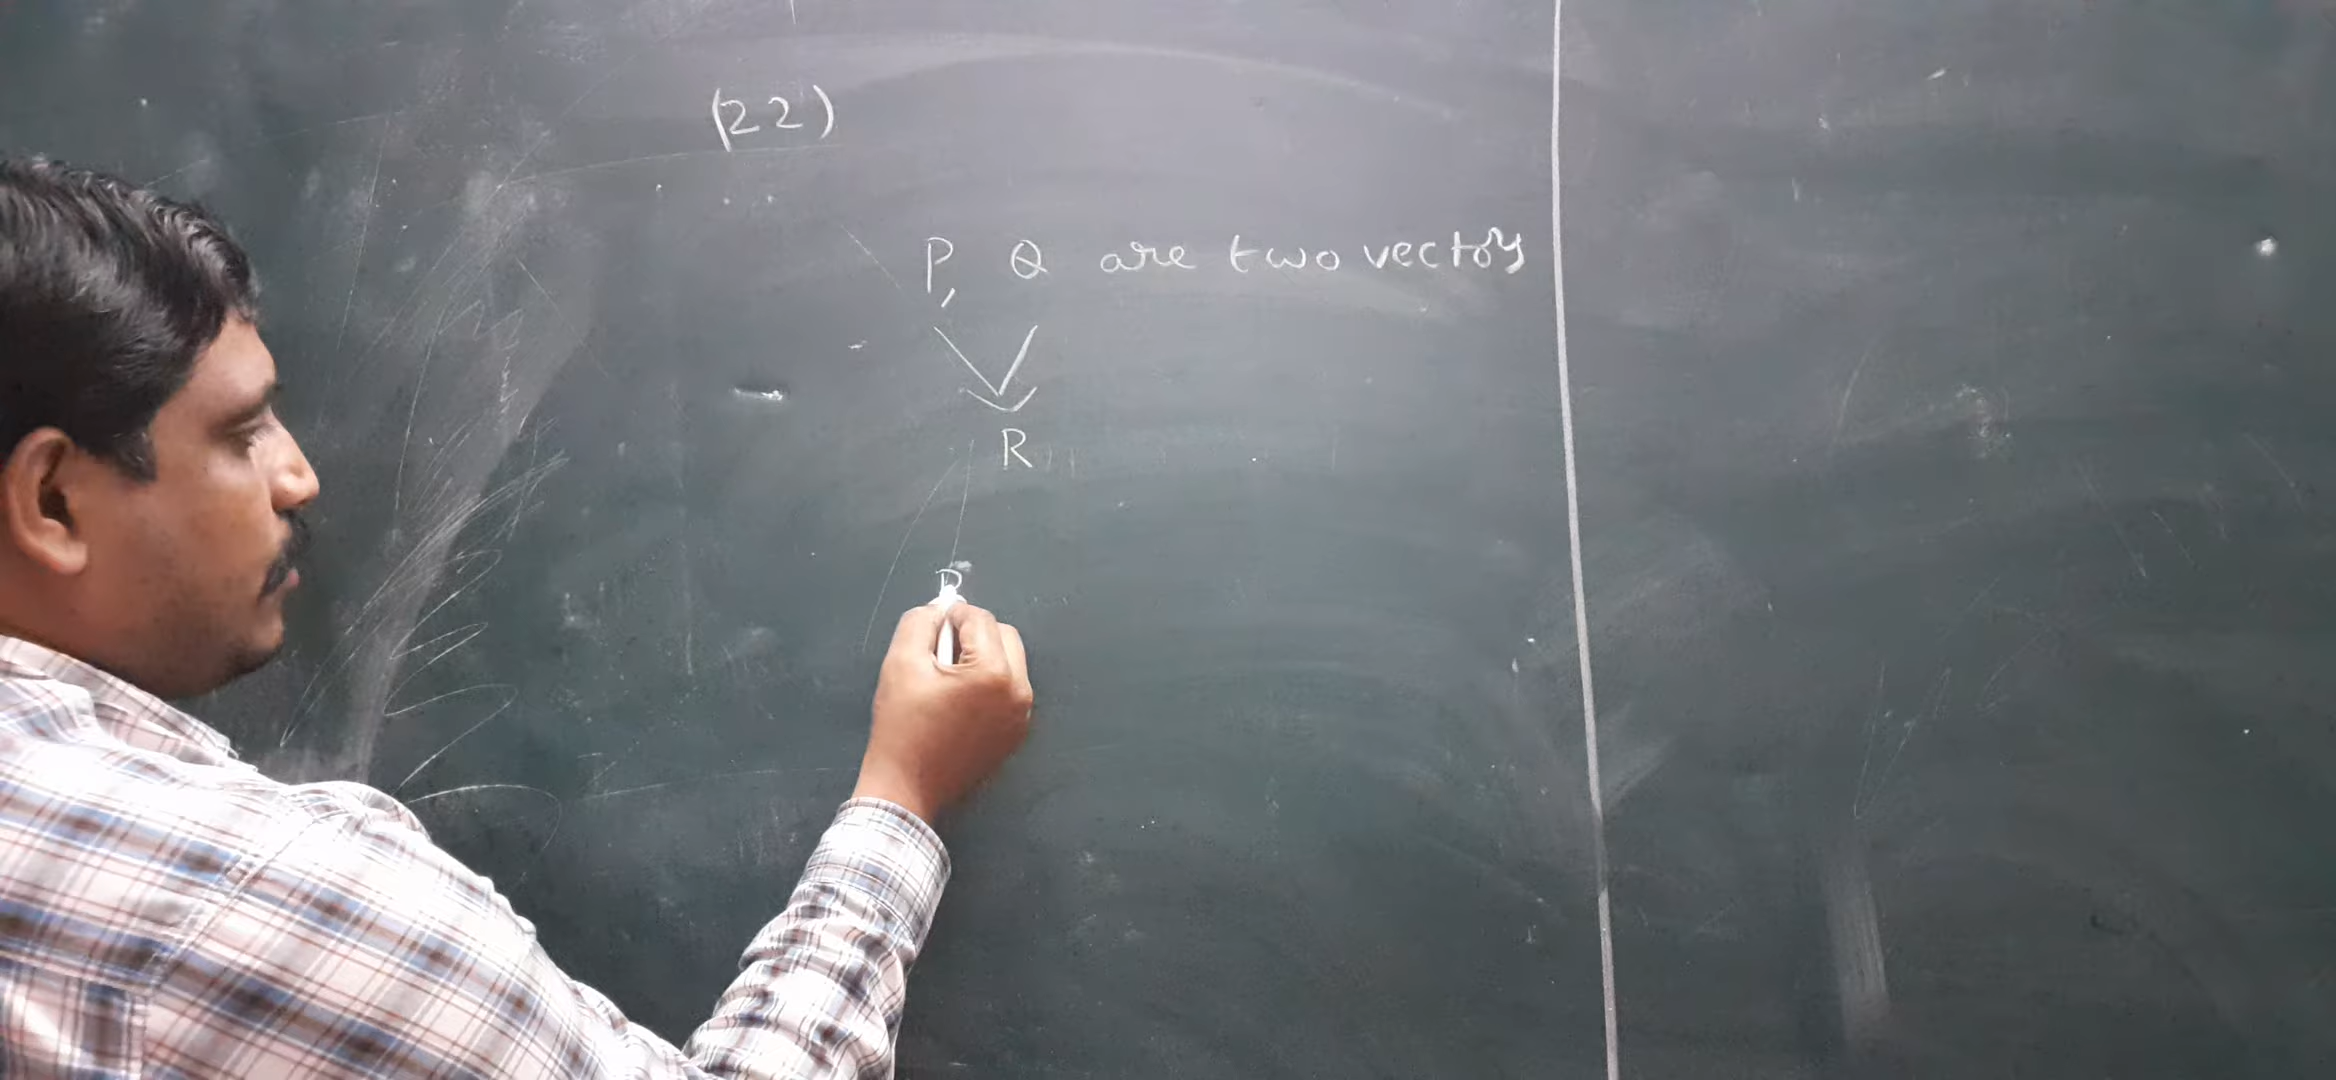 (22)
P, Q are two vectors
R